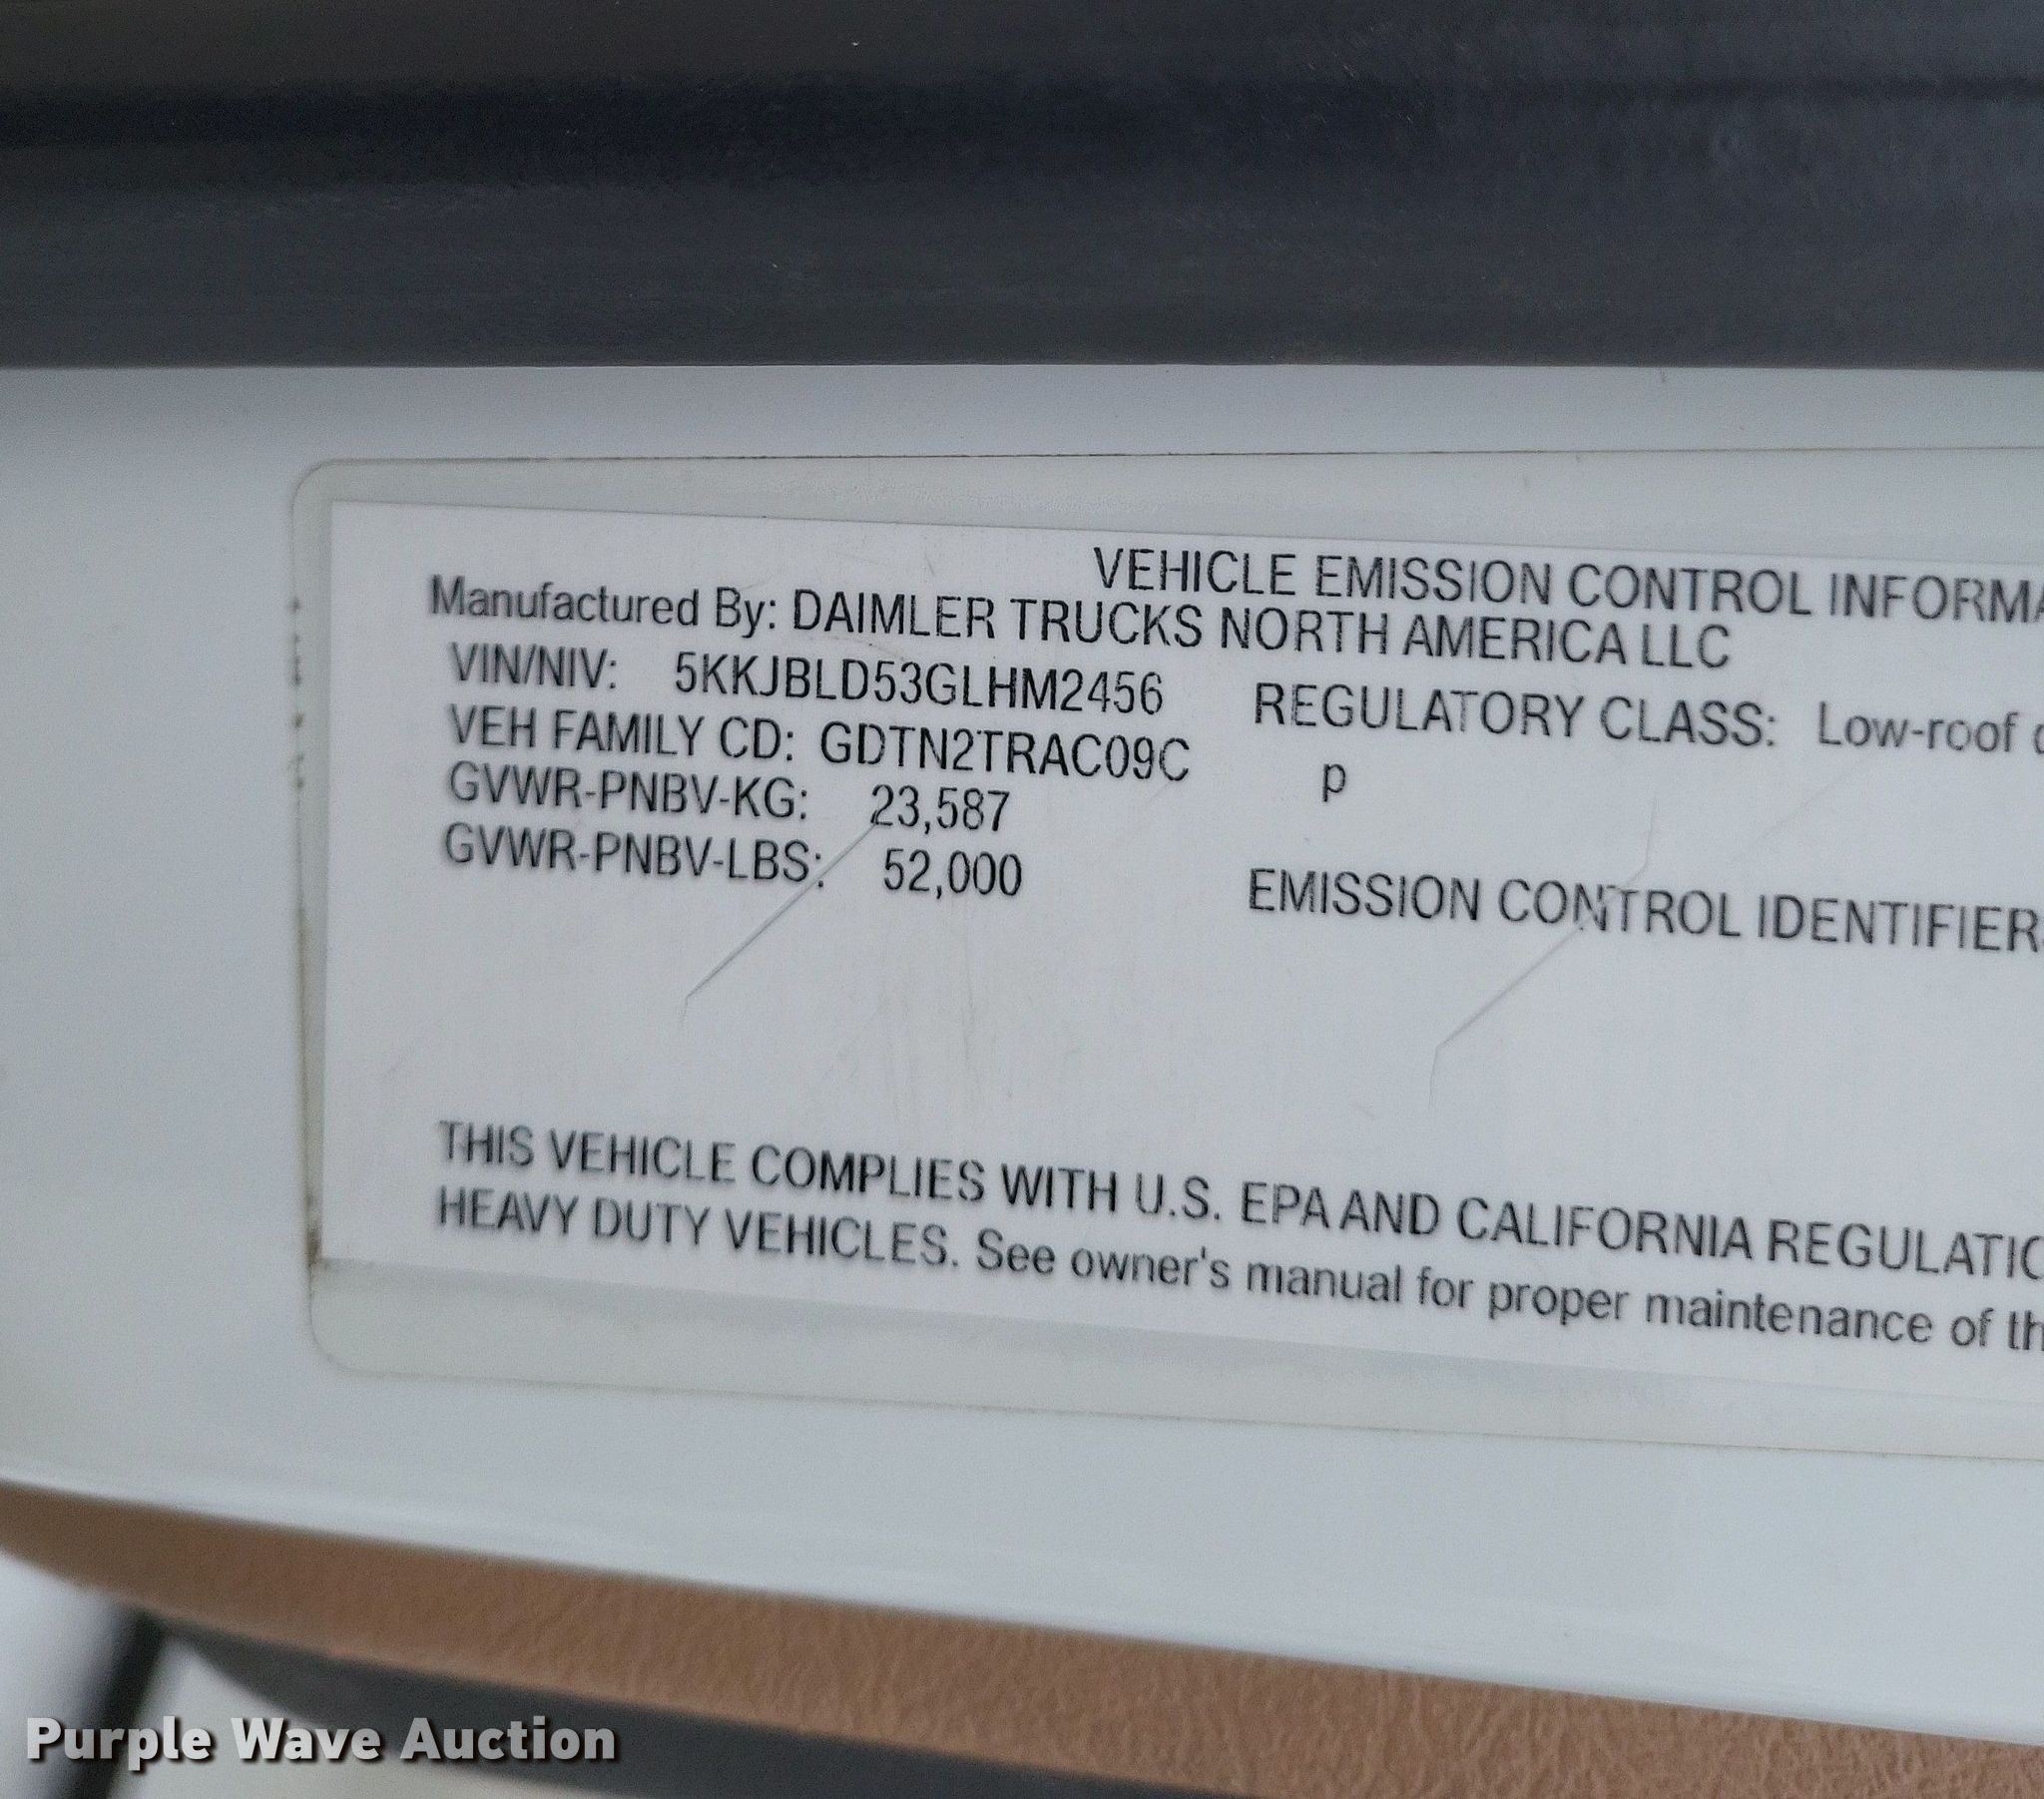 VEHICLE EMISSION CONTROL INFORMA
Manufactured By: DAIMLER TRUCKS NORTH AMERICA LLC
VIN/NIV: 5KKJBLD53GLHM2456 REGULATORY CLASS: Low-roof
VEH FAMILY CD: GDTN2TRAC09C p
GVWR-PNBV-KG: 23,587
GVWR-PNBV-LBS: 52,000 EMISSION CONTROL IDENTIFIER
THIS VEHICLE COMPLIES WITH U.S. EPA AND CALIFORNIA REGULATIO
HEAVY DUTY VEHICLES. See owner's manual for proper maintenance of th
Purple Wave Auction